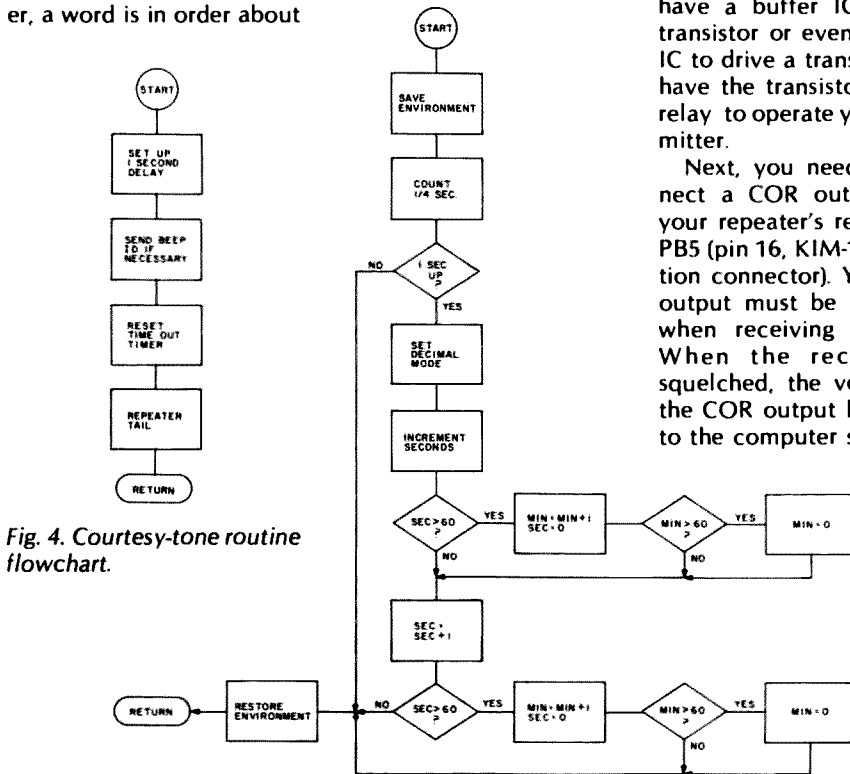 er, a word is in order about
START
SET UP
1 SECOND
DELAY
SEND BEEP
ID IF
NECESSARY
RESET
TIME OUT
TIMER
REPEATER
TAIL
RETURN
Fig. 4. Courtesy-tone routine
flowchart.
START
SAVE
ENVIRONMENT
COUNT
1/4 SEC.
1 SEC
UP
?
NO
YES
SET
DECIMAL
MODE
INCREMENT
SECONDS
SEC>60
?
YES
NO
MIN=MIN+1
SEC=0
MIN>60
?
YES
NO
MIN=0
SEC=
SEC+1
SEC>60
?
NO
YES
MIN=MIN+1
SEC=0
MIN>60
?
YES
NO
MIN=0
RESTORE
ENVIRONMENT
RETURN
have a buffer IC
transistor or even
IC to drive a trans
have the transisto
relay to operate y
mitter.
Next, you need
nect a COR out
your repeater's re
PB5 (pin 16, KIM-
tion connector). Y
output must be
when receiving
When the rec
squelched, the v
the COR output l
to the computer s